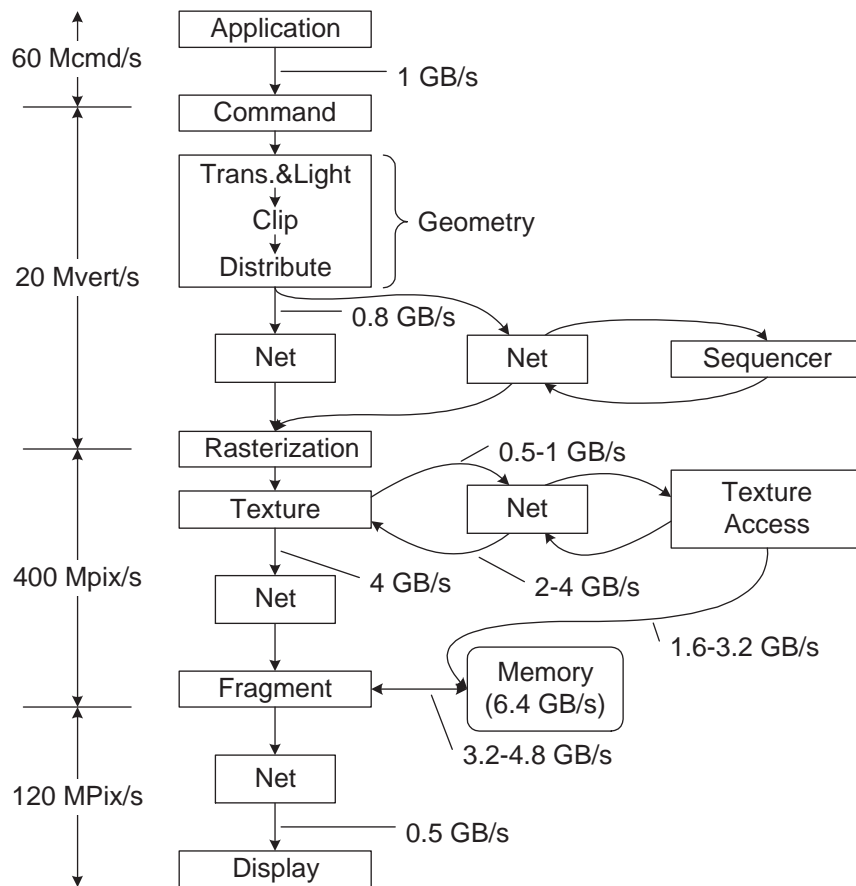 Application
60 Mcmd/s
1 GB/s
Command
Trans.&Light
Clip
Geometry
Distribute
20 Mvert/s
0.8 GB/s
Net
Net
Sequencer
Rasterization
0.5-1 GB/s
Texture
Net
Texture
Access
400 Mpix/s
4 GB/s
2-4 GB/s
Net
1.6-3.2 GB/s
Fragment
Memory
(6.4 GB/s)
3.2-4.8 GB/s
Net
120 MPix/s
0.5 GB/s
Display